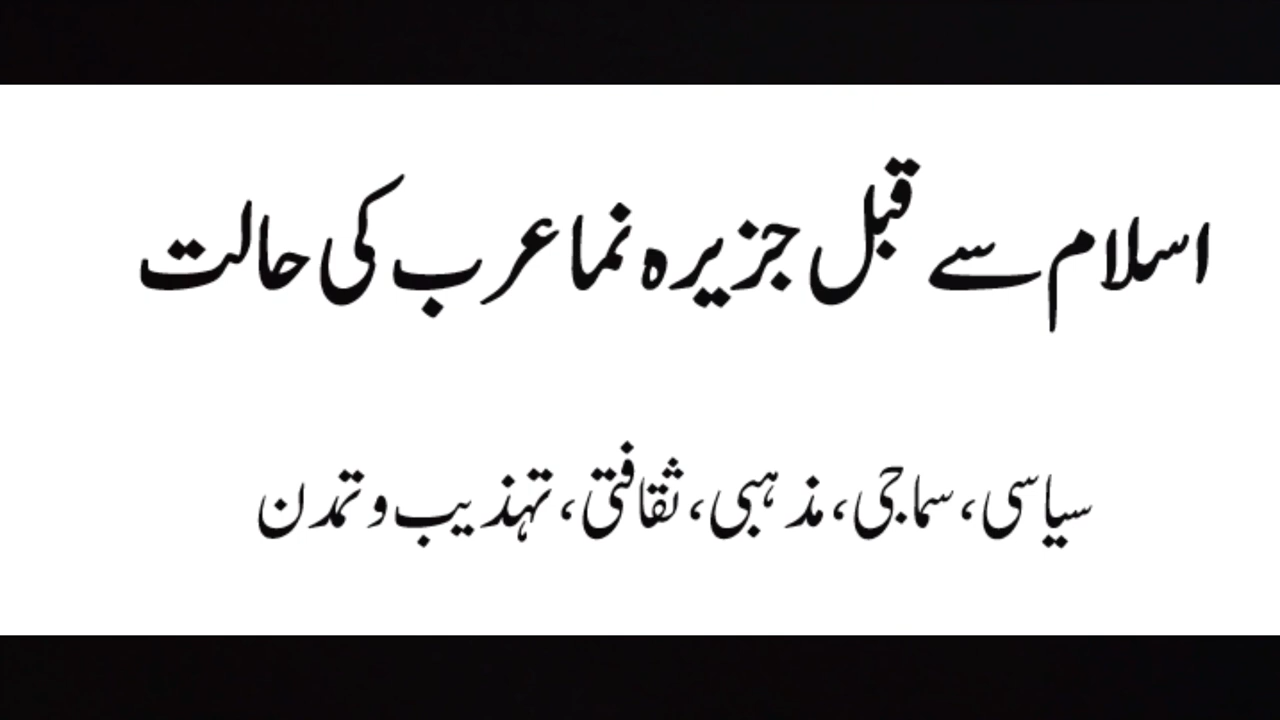 اسلام سے قبل جزیرہ نما عرب کی حالت
سیاسی، سماجی، مذہبی، ثقافتی، تہذیب و تمدن